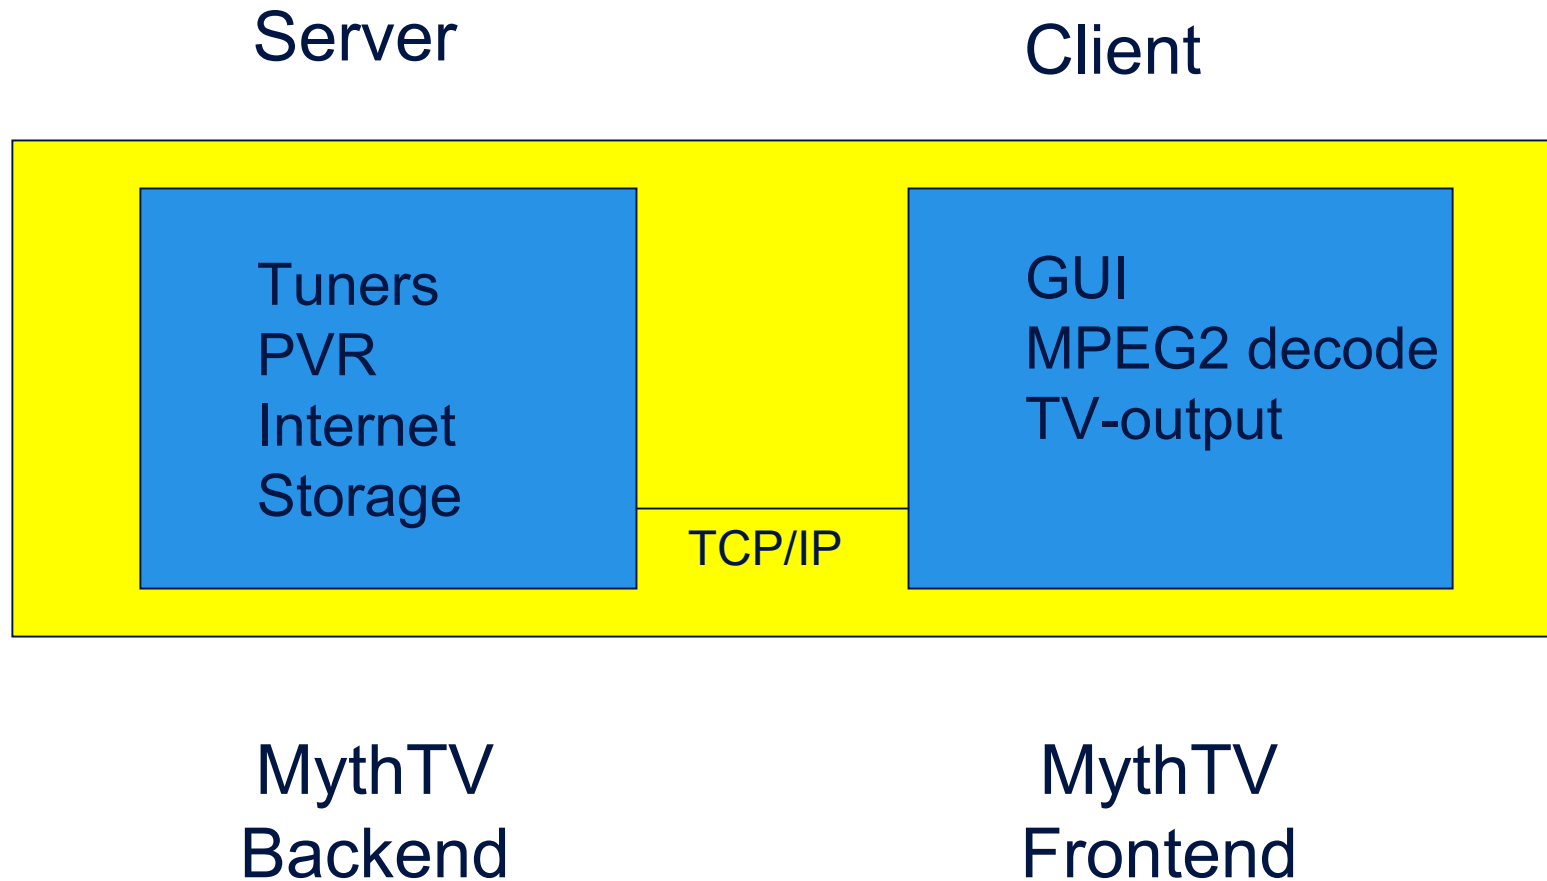 Server
Client
Tuners
PVR
Internet
Storage
GUI
MPEG2 decode
TV-output
TCP/IP
MythTV
Backend
MythTV
Frontend